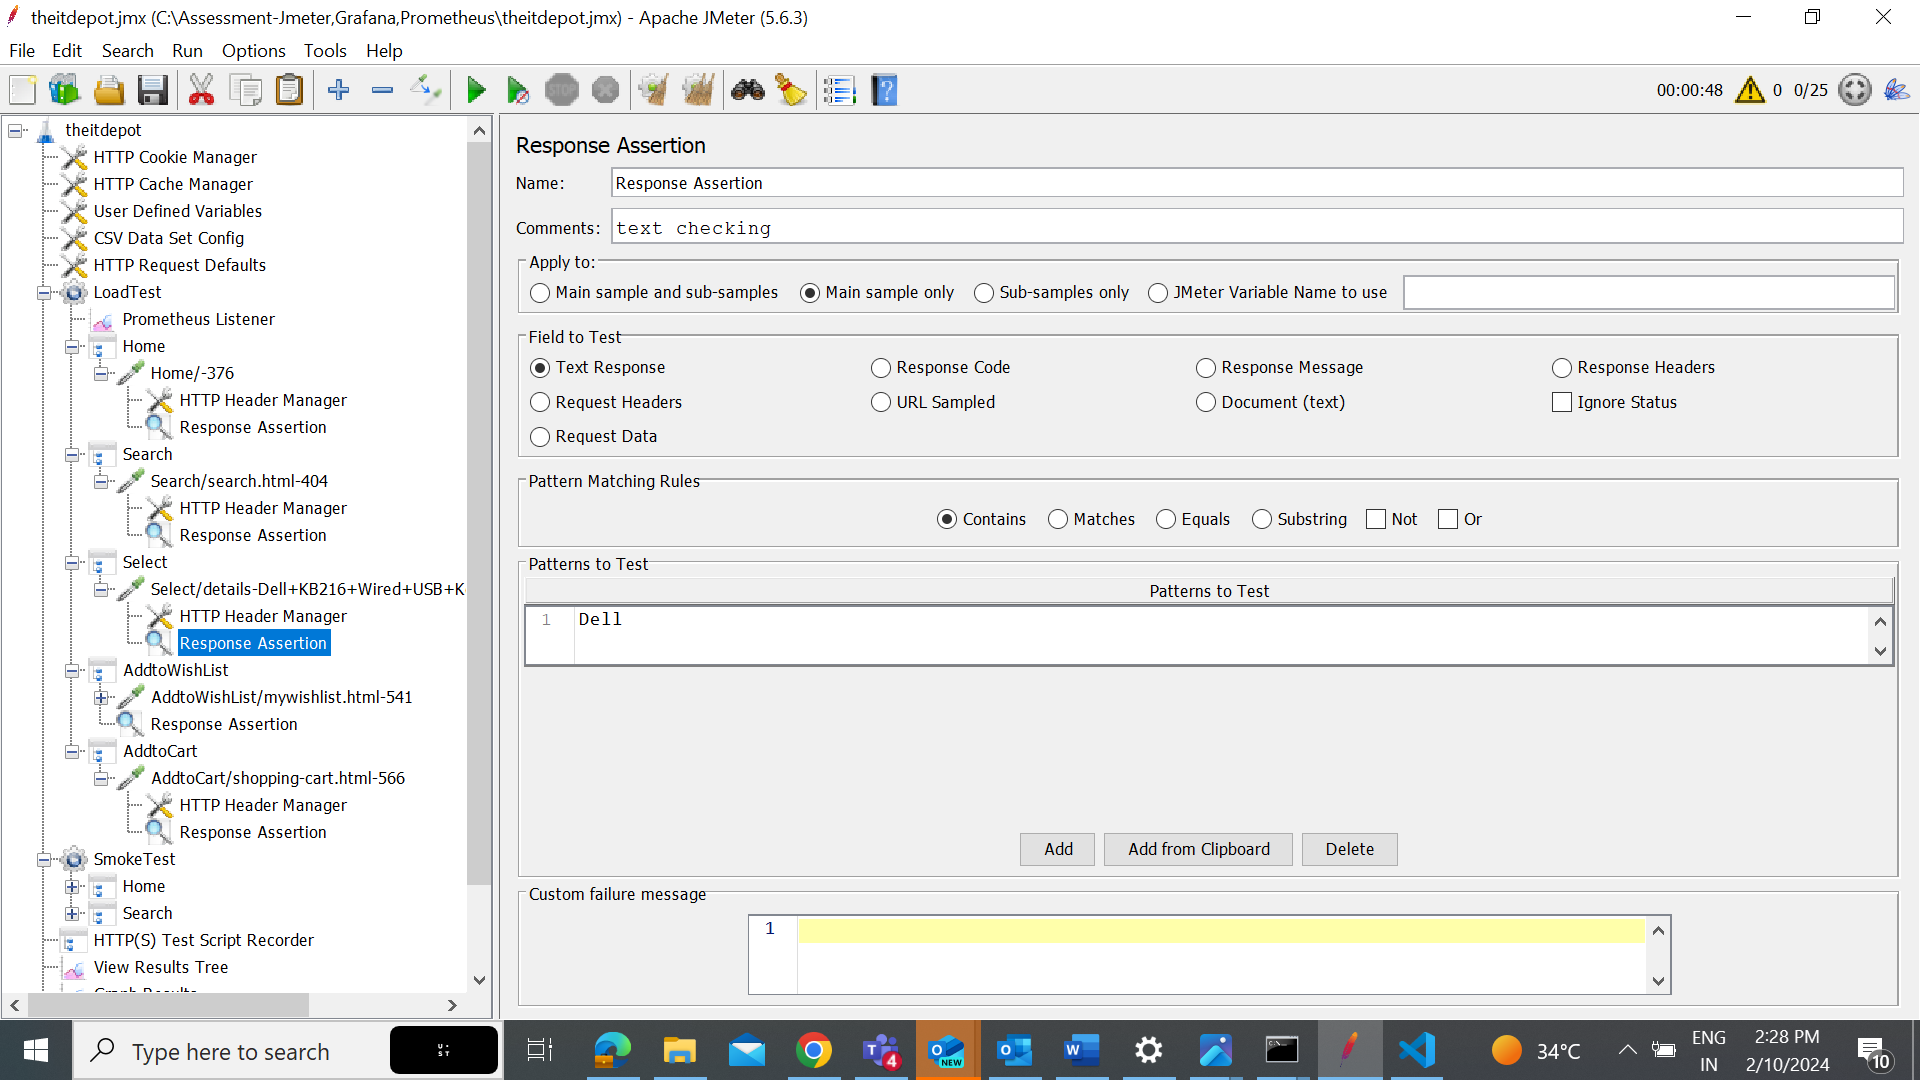 theitdepot.jmx (C:\Assessment-Jmeter,Grafana,Prometheus\theitdepot.jmx) - Apache JMeter (5.6.3)
File Edit Search Run Options Tools Help
STOP
00:00:48 0 0/25
theitdepot
HTTP Cookie Manager
HTTP Cache Manager
User Defined Variables
CSV Data Set Config
HTTP Request Defaults
LoadTest
Prometheus Listener
Home
Home/-376
HTTP Header Manager
Response Assertion
Search
Search/search.html-404
HTTP Header Manager
Response Assertion
Select
Select/details-Dell+KB216+Wired+USB+K
HTTP Header Manager
Response Assertion
AddtoWishList
AddtoWishList/mywishlist.html-541
Response Assertion
AddtoCart
AddtoCart/shopping-cart.html-566
HTTP Header Manager
Response Assertion
SmokeTest
Home
Search
HTTP(S) Test Script Recorder
View Results Tree
Graph Results
Response Assertion
Name: Response Assertion
Comments: text checking
Apply to:
Main sample and sub-samples Main sample only Sub-samples only JMeter Variable Name to use
Field to Test
Text Response Response Code Response Message Response Headers
Request Headers URL Sampled Document (text) Ignore Status
Request Data
Pattern Matching Rules
Contains Matches Equals Substring Not Or
Patterns to Test
Patterns to Test
1 Dell
Add Add from Clipboard Delete
Custom failure message
1
Type here to search
U · ST
4
NEW
34°C
ENG
IN
2:28 PM
2/10/2024
10